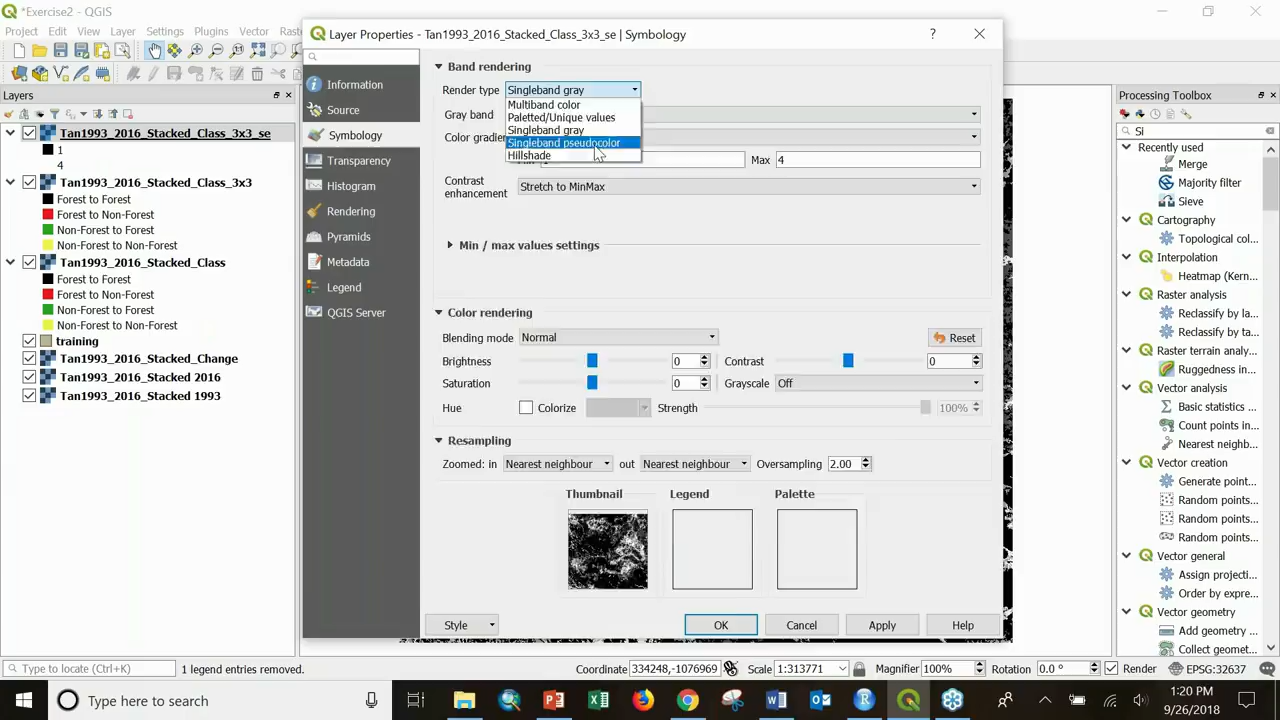 *Exercise2 - QGIS
Project Edit View Layer Settings Plugins Vector
Layers
Tan1993_2016_Stacked_Class_3x3_se
1
4
Tan1993_2016_Stacked_Class_3x3
Forest to Forest
Forest to Non-Forest
Non-Forest to Forest
Non-Forest to Non-Forest
Tan1993_2016_Stacked_Class
Forest to Forest
Forest to Non-Forest
Non-Forest to Forest
Non-Forest to Non-Forest
training
Tan1993_2016_Stacked_Change
Tan1993_2016_Stacked 2016
Tan1993_2016_Stacked 1993
Layer Properties - Tan1993_2016_Stacked_Class_3x3_se | Symbology
?
Information
Source
Symbology
Transparency
Histogram
Rendering
Pyramids
Metadata
Legend
QGIS Server
Band rendering
Render type Singleband gray
Multiband color
Paletted/Unique values
Singleband gray
Singleband pseudocolor
Hillshade
Gray band
Color gradient
Max 4
Contrast enhancement Stretch to MinMax
Min / max values settings
Color rendering
Blending mode Normal Reset
Brightness 0 Contrast 0
Saturation 0 Grayscale Off
Hue Colorize Strength 100%
Resampling
Zoomed: in Nearest neighbour out Nearest neighbour Oversampling 2.00
Thumbnail Legend Palette
Style OK Cancel Apply Help
Processing Toolbox
Si
Recently used
Merge
Majority filter
Sieve
Cartography
Topological col...
Interpolation
Heatmap (Kern...
Raster analysis
Reclassify by la...
Reclassify by ta...
Raster terrain analy...
Ruggedness in...
Vector analysis
Basic statistics ...
Count points in...
Nearest neighb...
Vector creation
Generate point...
Random points...
Random points...
Random points...
Vector general
Assign projecti...
Order by expre...
Vector geometry
Add geometry ...
Collect geomet...
Type to locate (Ctrl+K) 1 legend entries removed. Coordinate 334248,-1076969 Scale 1:313771 Magnifier 100% Rotation 0.0 ° Render EPSG:32637
Type here to search
1:20 PM
9/26/2018